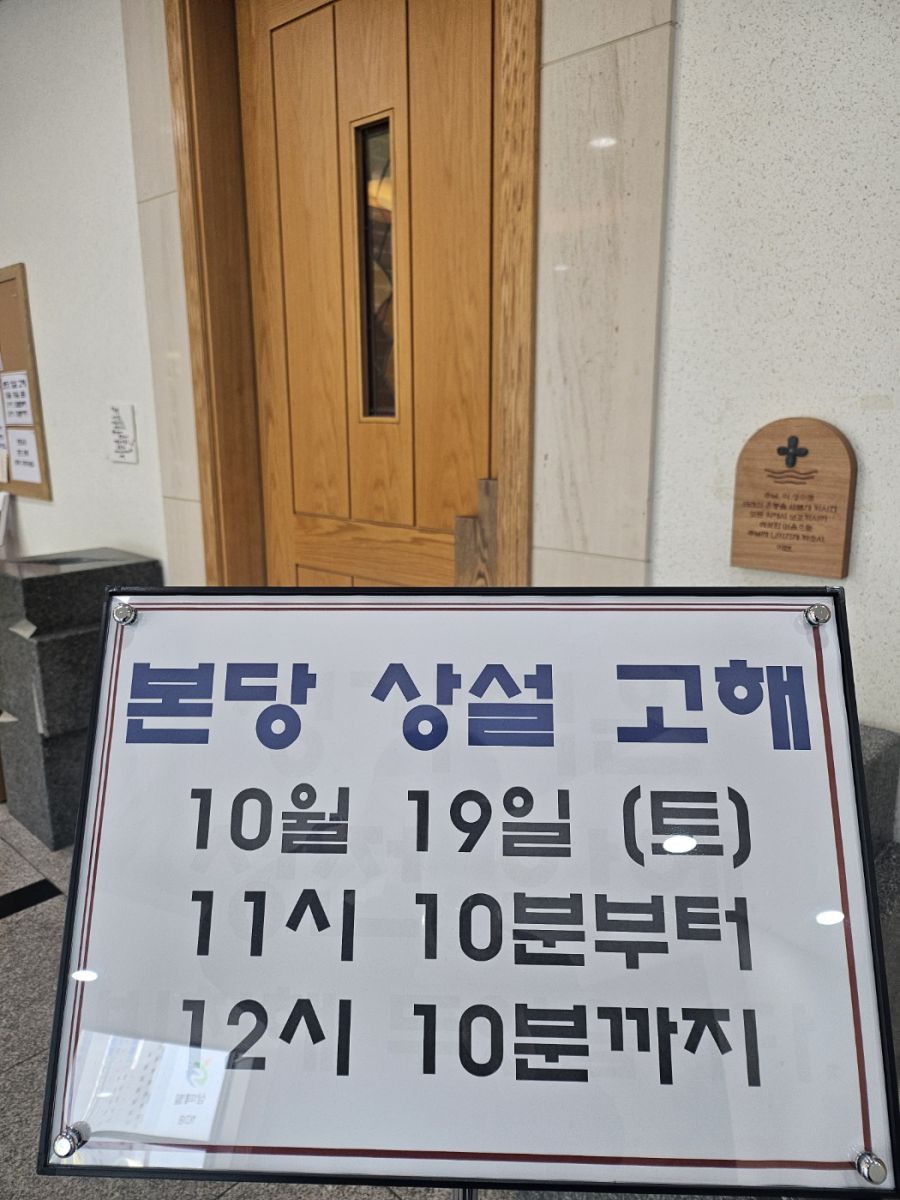 본당 상설 고해
10월 19일 (토)
11시 10분부터
12시 10분까지